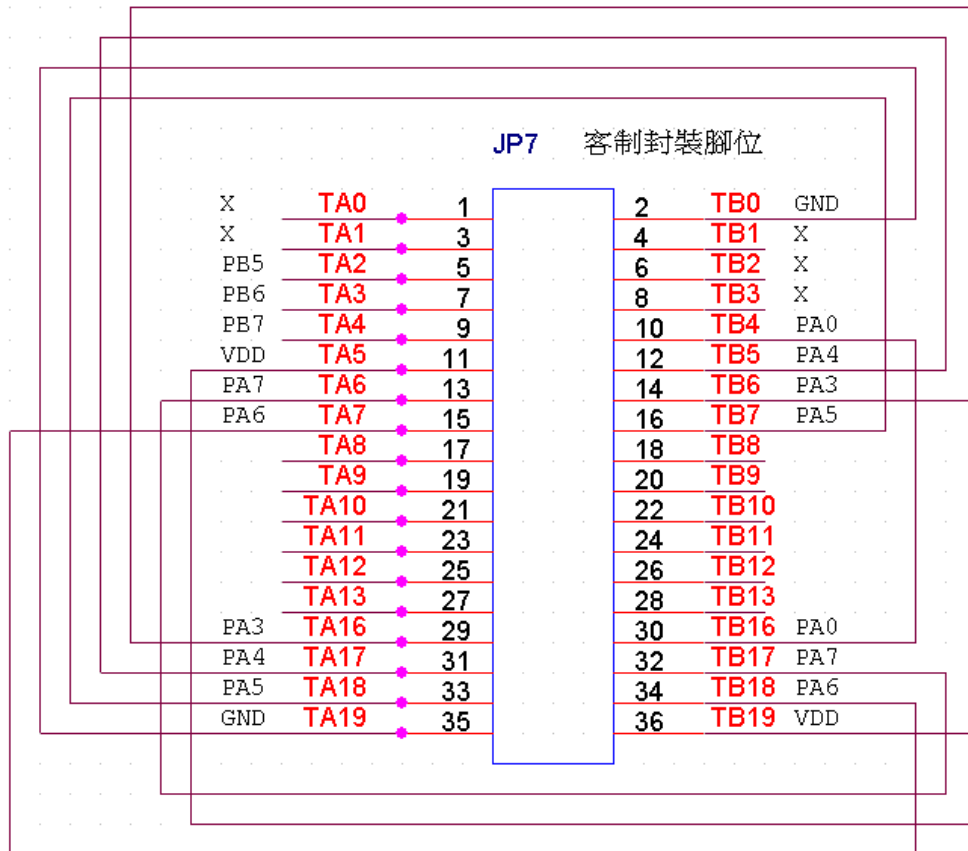 JP7 客制封裝腳位
X TA0 1 2 TB0 GND
X TA1 3 4 TB1 X
PB5 TA2 5 6 TB2 X
PB6 TA3 7 8 TB3 X
PB7 TA4 9 10 TB4 PA0
VDD TA5 11 12 TB5 PA4
PA7 TA6 13 14 TB6 PA3
PA6 TA7 15 16 TB7 PA5
TA8 17 18 TB8
TA9 19 20 TB9
TA10 21 22 TB10
TA11 23 24 TB11
TA12 25 26 TB12
TA13 27 28 TB13
PA3 TA16 29 30 TB16 PA0
PA4 TA17 31 32 TB17 PA7
PA5 TA18 33 34 TB18 PA6
GND TA19 35 36 TB19 VDD